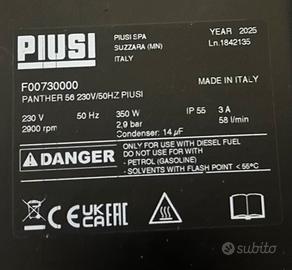 PIUSI
PIUSI SPA
SUZZARA (MN)
ITALY
YEAR 2025
Ln.1842135
F00730000
MADE IN ITALY
PANTHER 56 230V/50HZ PIUSI
230 V 50 Hz 350 W IP 55 3 A
2900 rpm 2,9 bar 58 l/min
Condenser: 14 µF
DANGER
FOR USE WITH DIESEL FUEL
DO NOT USE FOR WITH:
- PETROL (GASOLINE)
- SOLVENTS WITH FLASH POINT < 55°C
CE UK CA EAC
subito